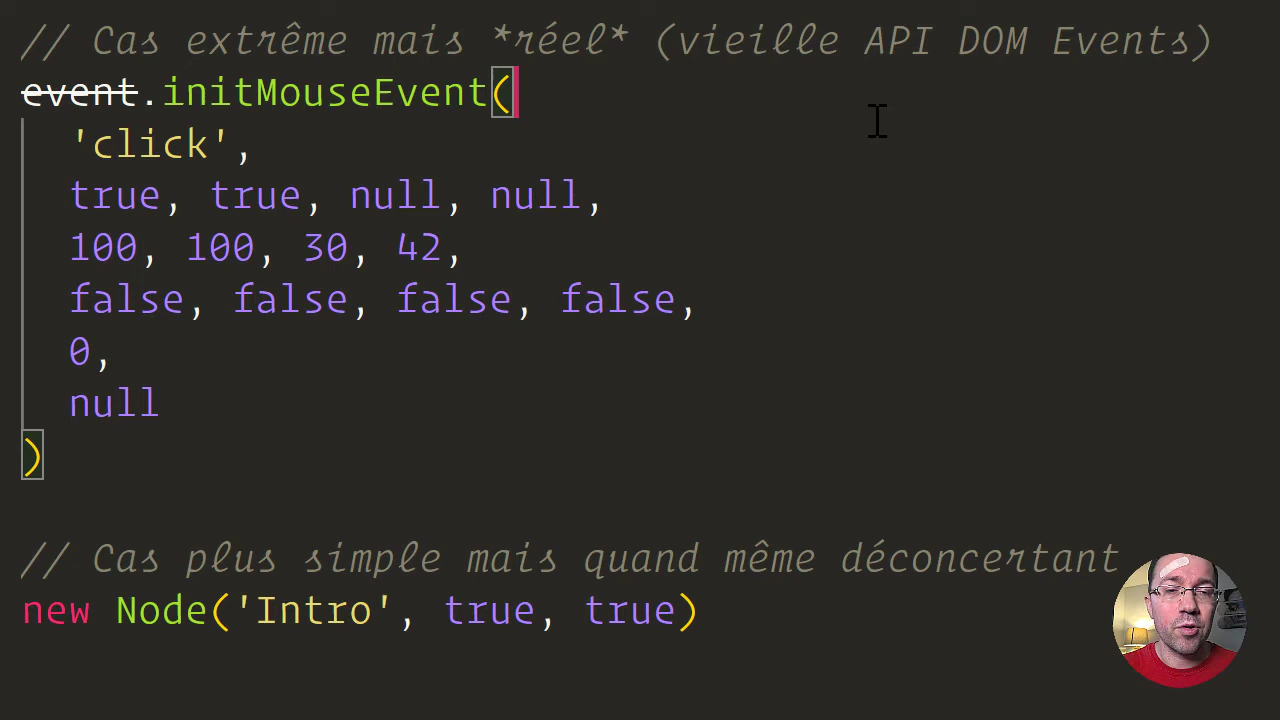 // Cas extrême mais *réel* (vieille API DOM Events)
event.initMouseEvent(
'click',
true, true, null, null,
100, 100, 30, 42,
false, false, false, false,
0,
null
)
// Cas plus simple mais quand même déconcertant
new Node('Intro', true, true)